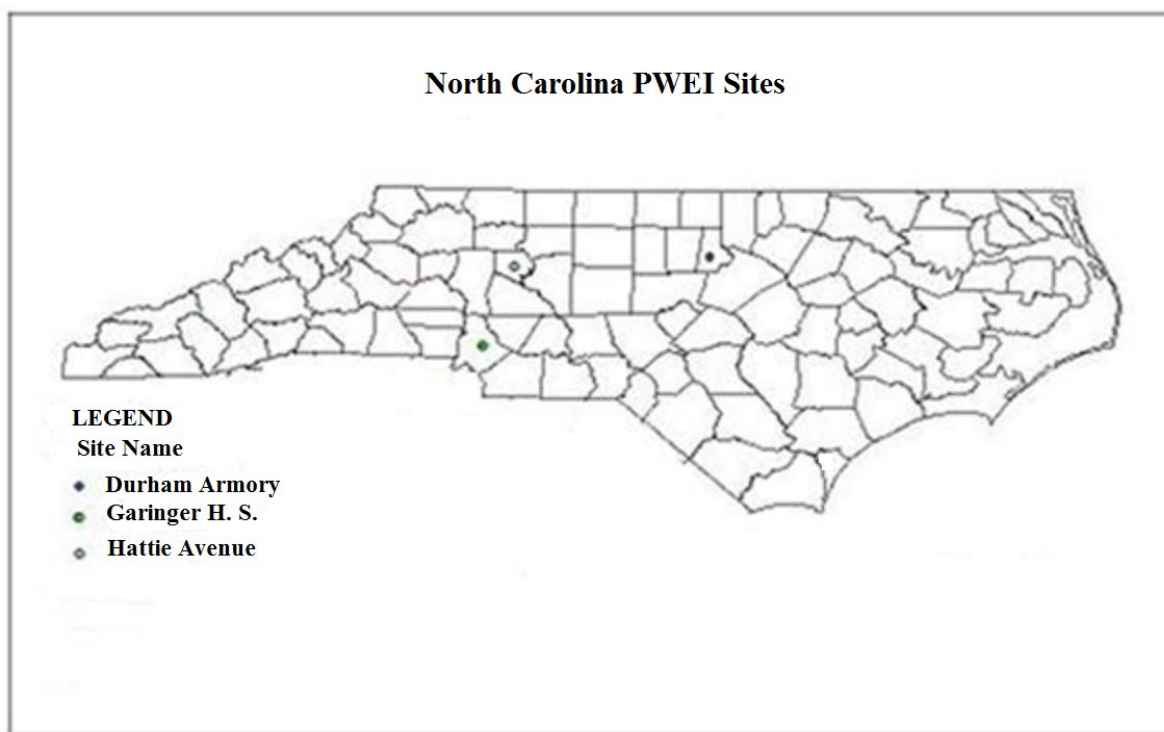 North Carolina PWEI Sites
LEGEND
Site Name
Durham Armory
Garinger H. S.
Hattie Avenue